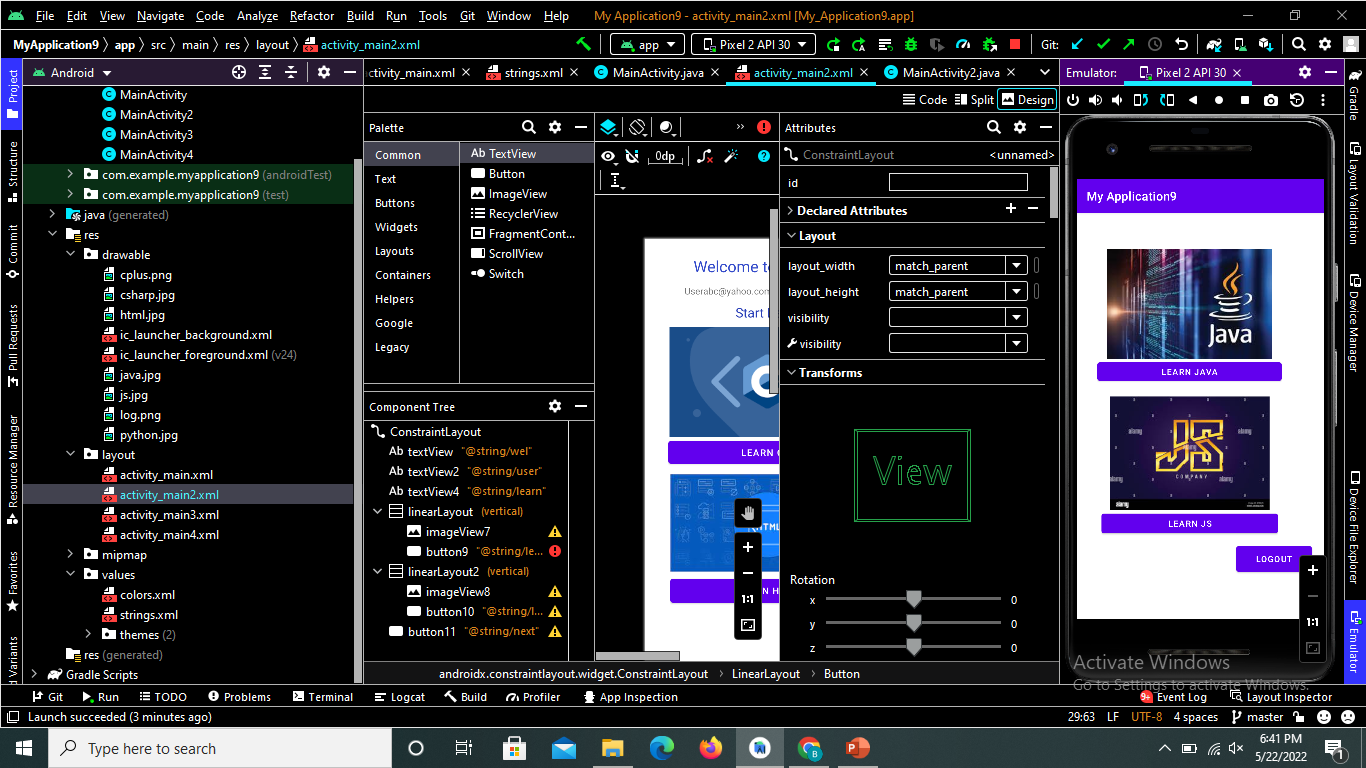 File Edit View Navigate Code Analyze Refactor Build Run Tools Git Window Help My Application9 - activity_main2.xml [My_Application9.app]
MyApplication9 app src main res layout activity_main2.xml app Pixel 2 API 30 Git:
Android ctivity_main.xml strings.xml MainActivity.java activity_main2.xml MainActivity2.java Emulator: Pixel 2 API 30
Project
Structure
Commit
Pull Requests
Resource Manager
Favorites
d Variants
MainActivity
MainActivity2
MainActivity3
MainActivity4
com.example.myapplication9 (androidTest)
com.example.myapplication9 (test)
java (generated)
res
drawable
cplus.png
csharp.jpg
html.jpg
ic_launcher_background.xml
ic_launcher_foreground.xml (v24)
java.jpg
js.jpg
log.png
python.jpg
layout
activity_main.xml
activity_main2.xml
activity_main3.xml
activity_main4.xml
mipmap
values
colors.xml
strings.xml
themes (2)
res (generated)
Gradle Scripts
Code Split Design
Palette
Common
Text
Buttons
Widgets
Layouts
Containers
Helpers
Google
Legacy
Ab TextView
Button
ImageView
RecyclerView
FragmentCont...
ScrollView
Switch
Component Tree
ConstraintLayout
Ab textView "@string/wel"
Ab textView2 "@string/user"
Ab textView4 "@string/learn"
linearLayout (vertical)
imageView7
button9 "@string/le...
linearLayout2 (vertical)
imageView8
button10 "@string/l...
button11 "@string/next"
0dp
Welcome to
Userabc@yahoo.com
Start l
C
LEARN C
HTML
N H
1:1
Attributes
ConstraintLayout <unnamed>
id
Declared Attributes
Layout
layout_width match_parent
layout_height match_parent
visibility
visibility
Transforms
View
Rotation
x 0
y 0
z 0
My Application9
Java
LEARN JAVA
alamy
alamy
JS
COMPANY
alamy
LEARN JS
LOGOUT
1:1
Gradle
Layout Validation
Device Manager
Device File Explorer
Emulator
androidx.constraintlayout.widget.ConstraintLayout LinearLayout Button
Activate Windows
Go to Settings to activate Windows.
Git Run TODO Problems Terminal Logcat Build Profiler App Inspection 9+ Event Log Layout Inspector
Launch succeeded (3 minutes ago) 29:63 LF UTF-8 4 spaces master
Type here to search
6:41 PM
5/22/2022
1